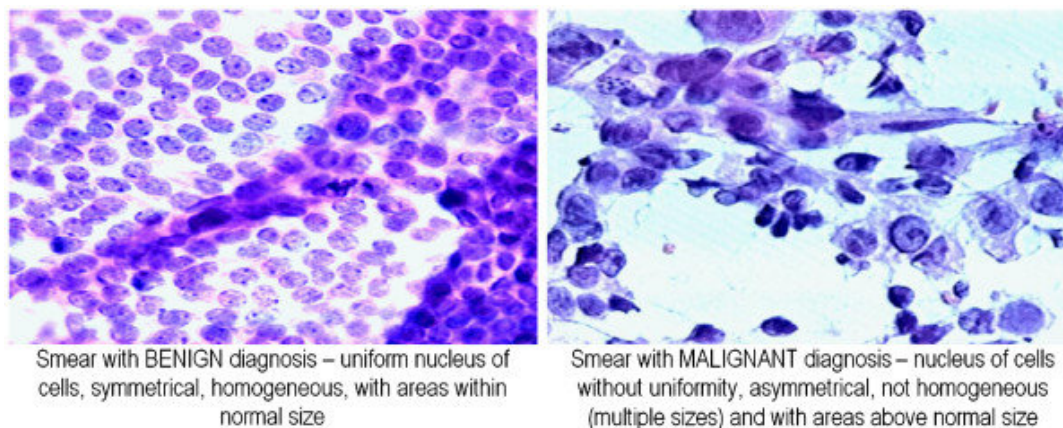 Smear with BENIGN diagnosis – uniform nucleus of
cells, symmetrical, homogeneous, with areas within
normal size
Smear with MALIGNANT diagnosis – nucleus of cells
without uniformity, asymmetrical, not homogeneous
(multiple sizes) and with areas above normal size